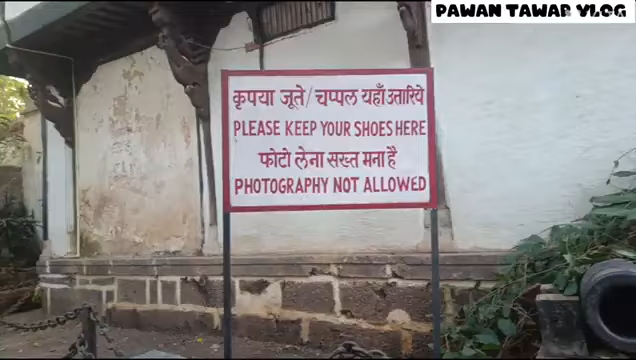 PAWAN TAWAR VLOG
कृपया जूते/चप्पल यहाँ उतारिये
PLEASE KEEP YOUR SHOES HERE
फोटो लेना सख्त मना है
PHOTOGRAPHY NOT ALLOWED